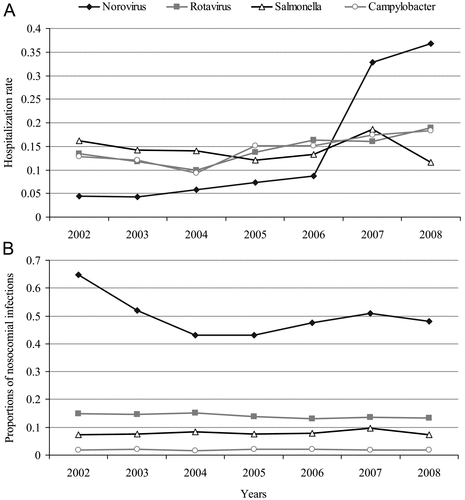 Norovirus Rotavirus Salmonella Campylobacter
A
Hospitalization rate
0.4
0.35
0.3
0.25
0.2
0.15
0.1
0.05
0
2002 2003 2004 2005 2006 2007 2008
B
Proportions of nosocomial infections
0.7
0.6
0.5
0.4
0.3
0.2
0.1
0
2002 2003 2004 2005 2006 2007 2008
Years